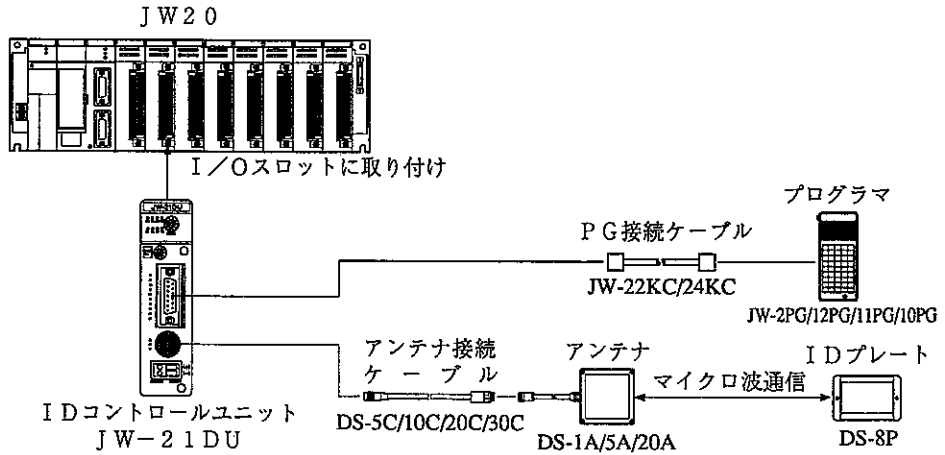 JW20
I/Oスロットに取り付け
JW-21DU
プログラマ
PG接続ケーブル
JW-22KC/24KC
JW-2PG/12PG/11PG/10PG
アンテナ接続
ケーブル
アンテナ
IDプレート
マイクロ波通信
IDコントロールユニット
JW-21DU
DS-5C/10C/20C/30C
DS-1A/5A/20A
DS-8P